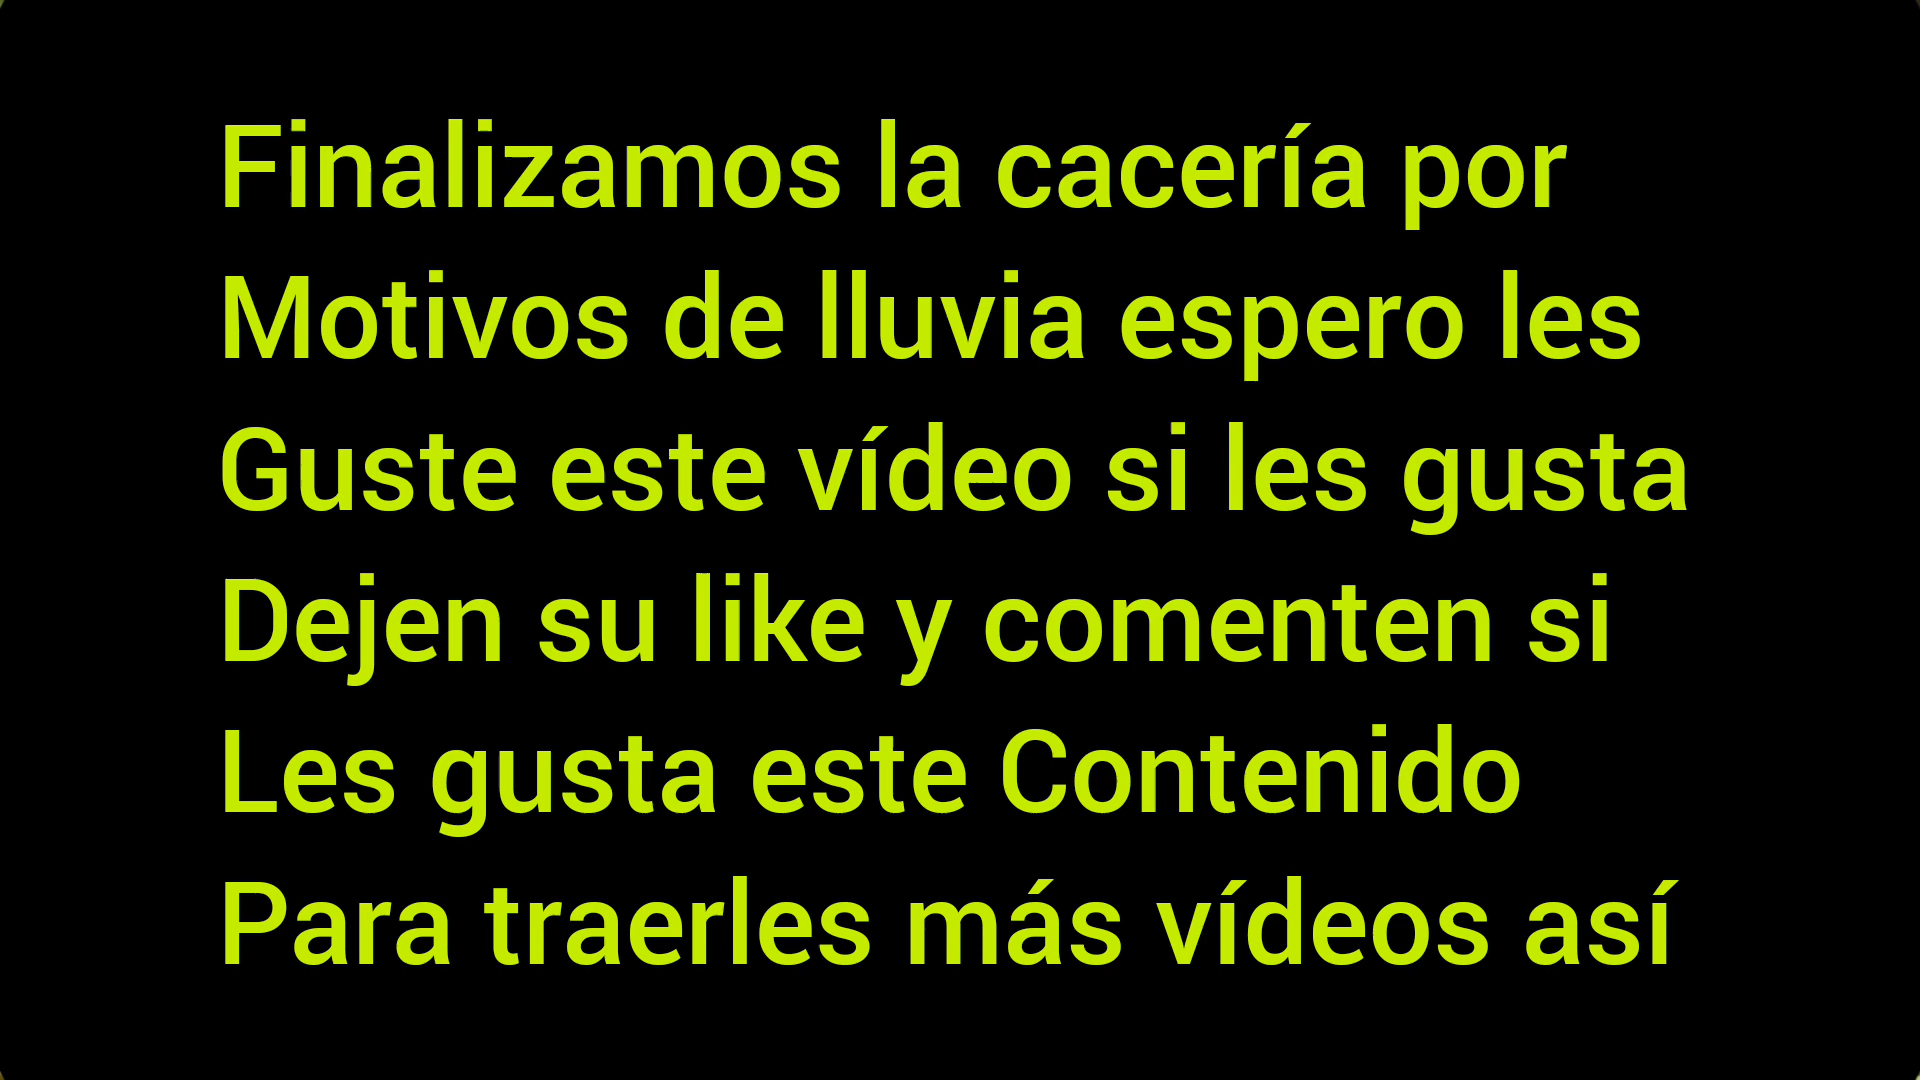 Finalizamos la cacería por
Motivos de lluvia espero les
Guste este vídeo si les gusta
Dejen su like y comenten si
Les gusta este Contenido
Para traerles más vídeos así